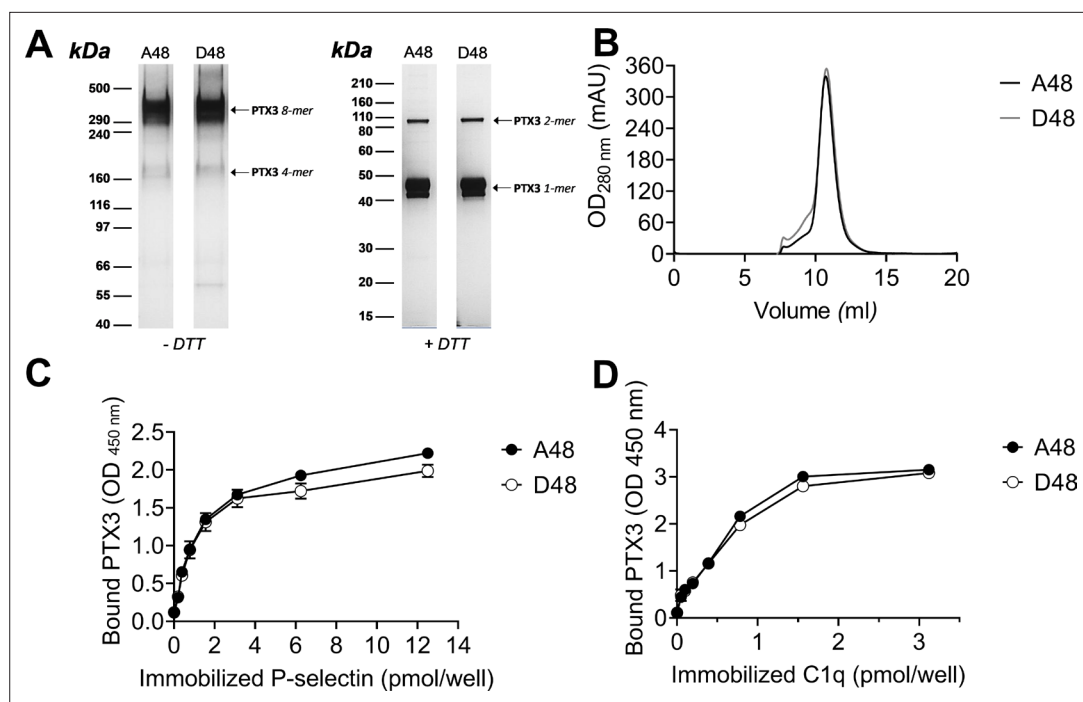 A
kDa
A48 D48
500
290
240
160
116
97
66
55
40
PTX3 8-mer
PTX3 4-mer
- DTT
kDa
A48 D48
210
160
110
80
50
40
30
20
15
PTX3 2-mer
PTX3 1-mer
+ DTT
B
OD280 nm (mAU)
360
300
240
180
120
60
0
0 5 10 15 20
Volume (ml)
A48
D48
C
Bound PTX3 (OD 450 nm)
2.5
2.0
1.5
1.0
0.5
0.0
0 2 4 6 8 10 12 14
Immobilized P-selectin (pmol/well)
A48
D48
D
Bound PTX3 (OD 450 nm)
4
3
2
1
0
0 1 2 3
Immobilized C1q (pmol/well)
A48
D48